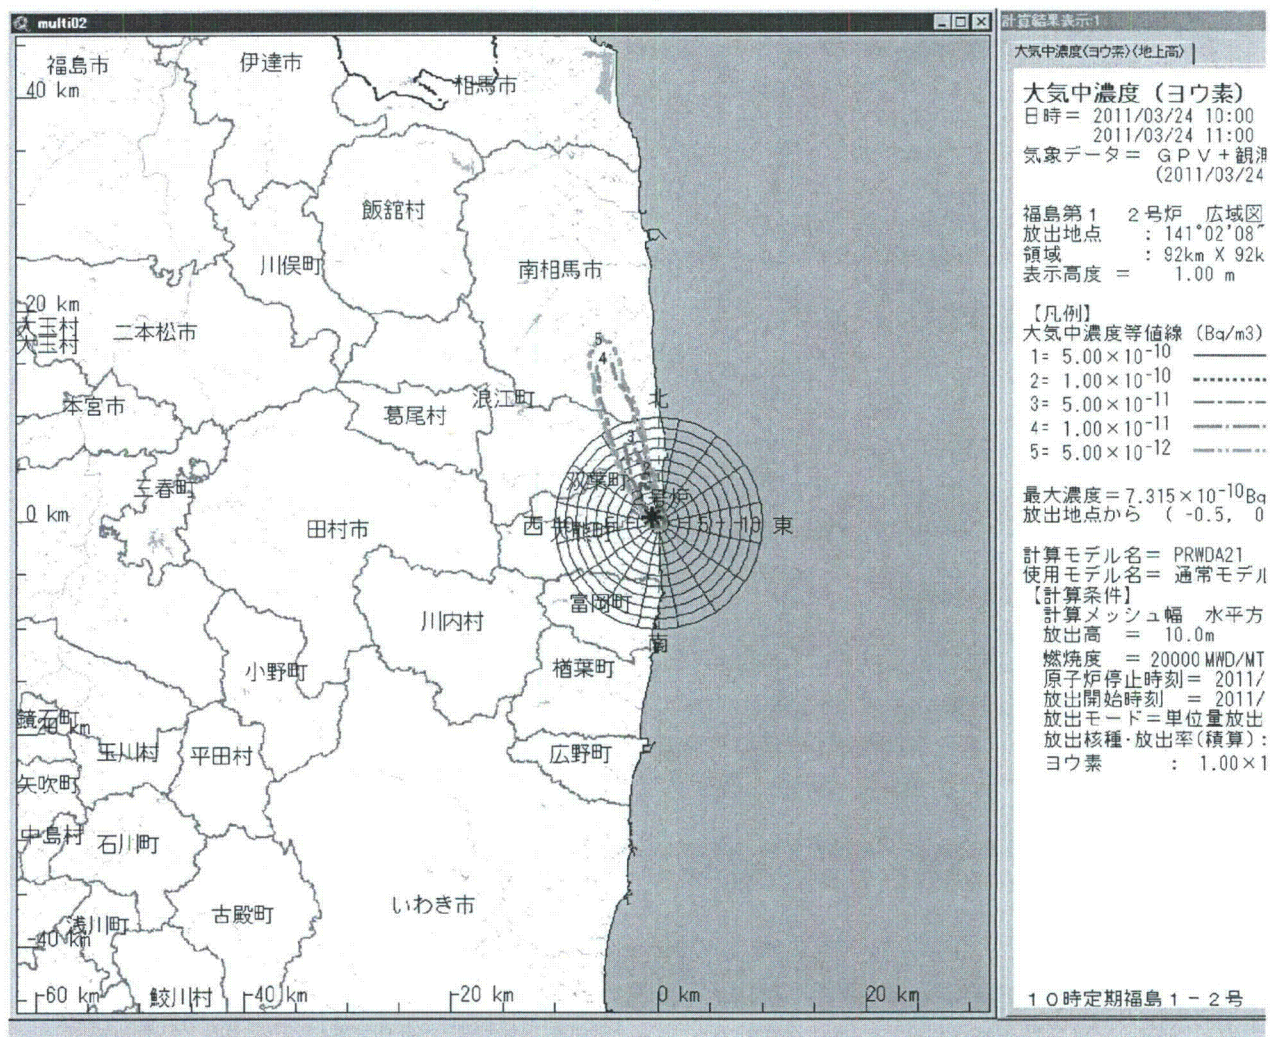 multi02
福島市
伊達市
相馬市
40 km
飯舘村
川俣町
南相馬市
20 km
大玉村
大玉村
二本松市
5
4
本宮市
葛尾村
浪江町
北
3
双葉町
三春町
0 km
田村市
西
大熊町
5
10
東
富岡町
川内村
南
小野町
楢葉町
鏡石町
玉川村
平田村
広野町
矢吹町
中島村
石川町
いわき市
古殿町
浅川町
-40 km
-60 km
鮫川村
-40 km
-20 km
0 km
20 km
計算結果表示:1
大気中濃度(ヨウ素)(地上高)
大気中濃度(ヨウ素)
日時= 2011/03/24 10:00
2011/03/24 11:00
気象データ= GPV+観測
(2011/03/24
福島第1 2号炉 広域図
放出地点 : 141°02'08"
領域 : 92km X 92k
表示高度 = 1.00 m
【凡例】
大気中濃度等値線 (Bq/m3)
1= 5.00×10-10
2= 1.00×10-10
3= 5.00×10-11
4= 1.00×10-11
5= 5.00×10-12
最大濃度=7.315×10-10Bq
放出地点から ( -0.5, 0
計算モデル名= PRWDA21
使用モデル名= 通常モデル
【計算条件】
計算メッシュ幅 水平方
放出高 = 10.0m
燃焼度 = 20000MWD/MT
原子炉停止時刻= 2011/
放出開始時刻 = 2011/
放出モード=単位量放出
放出核種・放出率(積算):
ヨウ素 : 1.00×1
10時定期福島1-2号